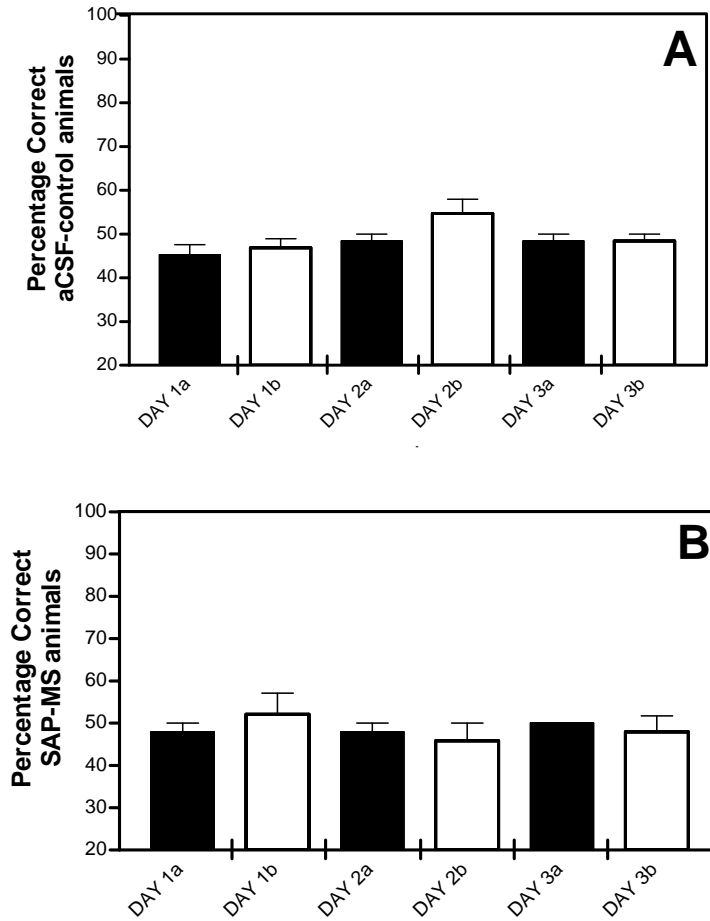 Percentage Correct
aCSF-control animals
A
100
90
80
70
60
50
40
30
20
DAY 1a
DAY 1b
DAY 2a
DAY 2b
DAY 3a
DAY 3b
Percentage Correct
SAP-MS animals
B
100
90
80
70
60
50
40
30
20
DAY 1a
DAY 1b
DAY 2a
DAY 2b
DAY 3a
DAY 3b